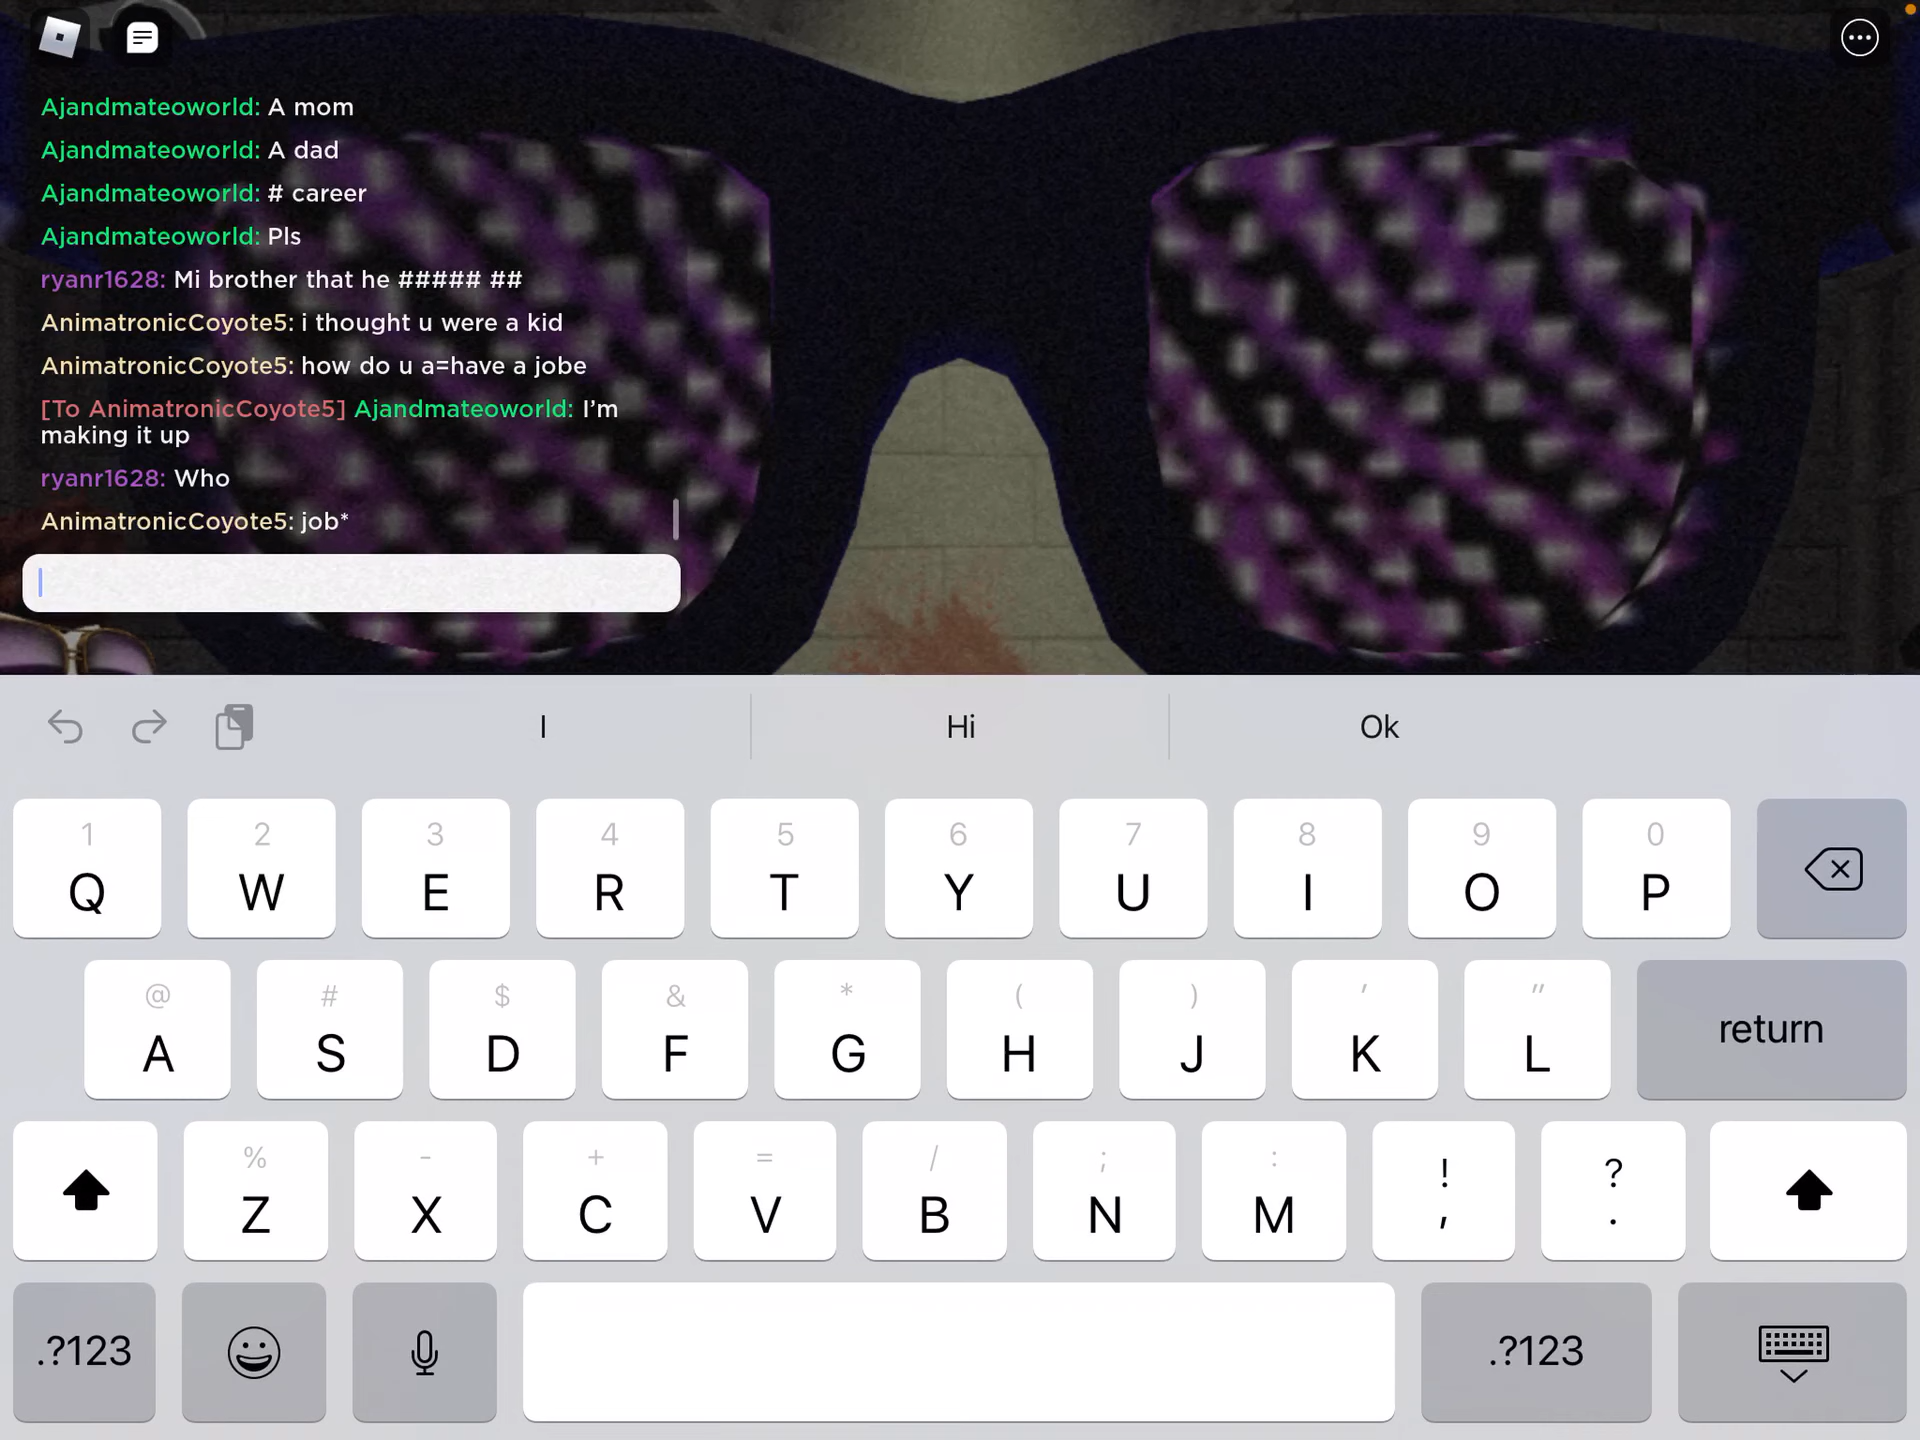 Ajandmateoworld: A mom
Ajandmateoworld: A dad
Ajandmateoworld: # career
Ajandmateoworld: Pls
ryanr1628: Mi brother that he ##### ##
AnimatronicCoyote5: i thought u were a kid
AnimatronicCoyote5: how do u a=have a jobe
[To AnimatronicCoyote5] Ajandmateoworld: I’m
making it up
ryanr1628: Who
AnimatronicCoyote5: job*
I Hi Ok
1 2 3 4 5 6 7 8 9 0
Q W E R T Y U I O P
@ # $ & * ( ) ' "
A S D F G H J K L return
% - + = / ; : ! ?
Z X C V B N M , .
.?123 .?123